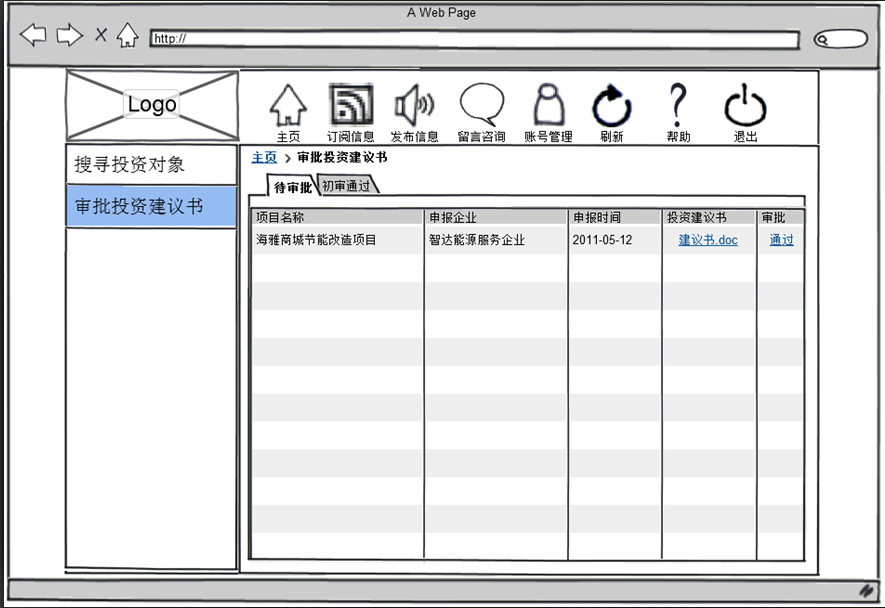 A Web Page
X
http://
Logo
主页 订阅信息 发布信息 留言咨询 账号管理 刷新 帮助 退出
搜寻投资对象
审批投资建议书
主页 > 审批投资建议书
待审批 初审通过
项目名称 申报企业 申报时间 投资建议书 审批
海雅商城节能改造项目 智达能源服务企业 2011-05-12 建议书.doc 通过